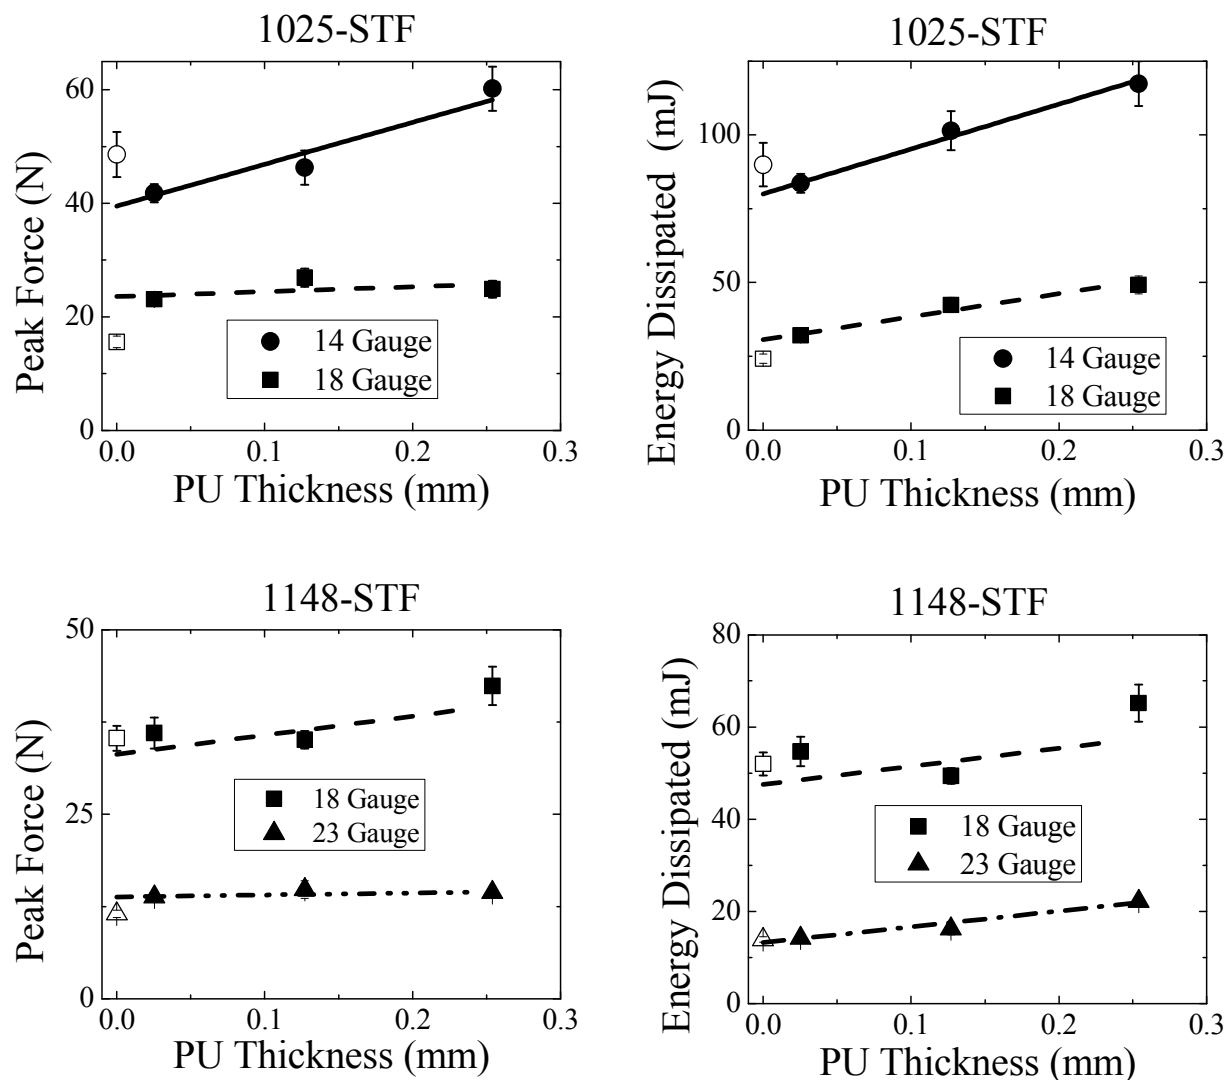 1025-STF
Peak Force (N)
60
40
20
0
14 Gauge
18 Gauge
0.0 0.1 0.2 0.3
PU Thickness (mm)
1025-STF
Energy Dissipated (mJ)
100
50
0
14 Gauge
18 Gauge
0.0 0.1 0.2 0.3
PU Thickness (mm)
1148-STF
Peak Force (N)
50
25
0
18 Gauge
23 Gauge
0.0 0.1 0.2 0.3
PU Thickness (mm)
1148-STF
Energy Dissipated (mJ)
80
60
40
20
0
18 Gauge
23 Gauge
0.0 0.1 0.2 0.3
PU Thickness (mm)